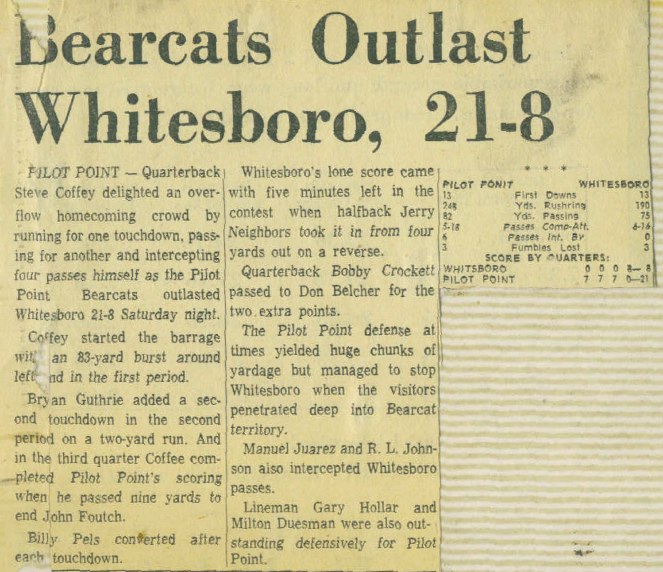 Bearcats Outlast
Whitesboro, 21-8
PILOT POINT — Quarterback
Steve Coffey delighted an over-
flow homecoming crowd by
running for one touchdown, pass-
ing for another and intercepting
four passes himself as the Pilot
Point Bearcats outlasted
Whitesboro 21-8 Saturday night.
Coffey started the barrage
with an 83-yard burst around
left end in the first period.
Bryan Guthrie added a sec-
ond touchdown in the second
period on a two-yard run. And
in the third quarter Coffee com-
pleted Pilot Point's scoring
when he passed nine yards to
end John Foutch.
Billy Pels converted after
each touchdown.
Whitesboro's lone score came
with five minutes left in the
contest when halfback Jerry
Neighbors took it in from four
yards out on a reverse.
Quarterback Bobby Crockett
passed to Don Belcher for the
two extra points.
The Pilot Point defense at
times yielded huge chunks of
yardage but managed to stop
Whitesboro when the visitors
penetrated deep into Bearcat
territory.
Manuel Juarez and R. L. John-
son also intercepted Whitesboro
passes.
Lineman Gary Hollar and
Milton Duesman were also out-
standing defensively for Pilot
Point.
* * *
PILOT PONIT WHITESBORO
13 First Downs 13
248 Yds. Rushring 190
82 Yds. Passing 75
5-18 Passes Comp-Att. 6-16
6 Passes Int. By 0
3 Fumbles Lost 3
SCORE BY QUARTERS:
WHITSBORO 0 0 0 8— 8
PILOT POINT 7 7 7 0—21